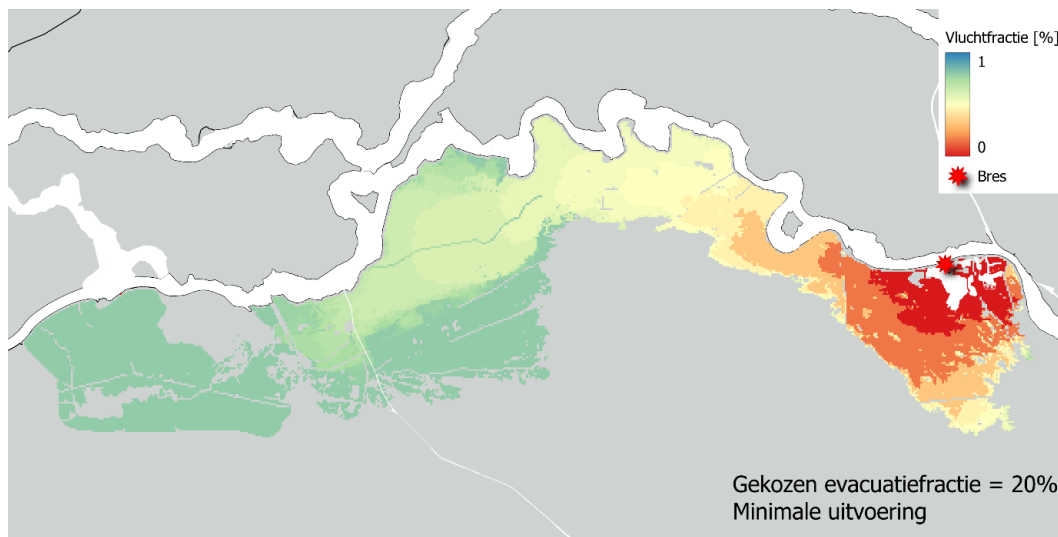 Vluchtfractie [%]
1
0
Bres
Gekozen evacuatiefractie = 20%
Minimale uitvoering